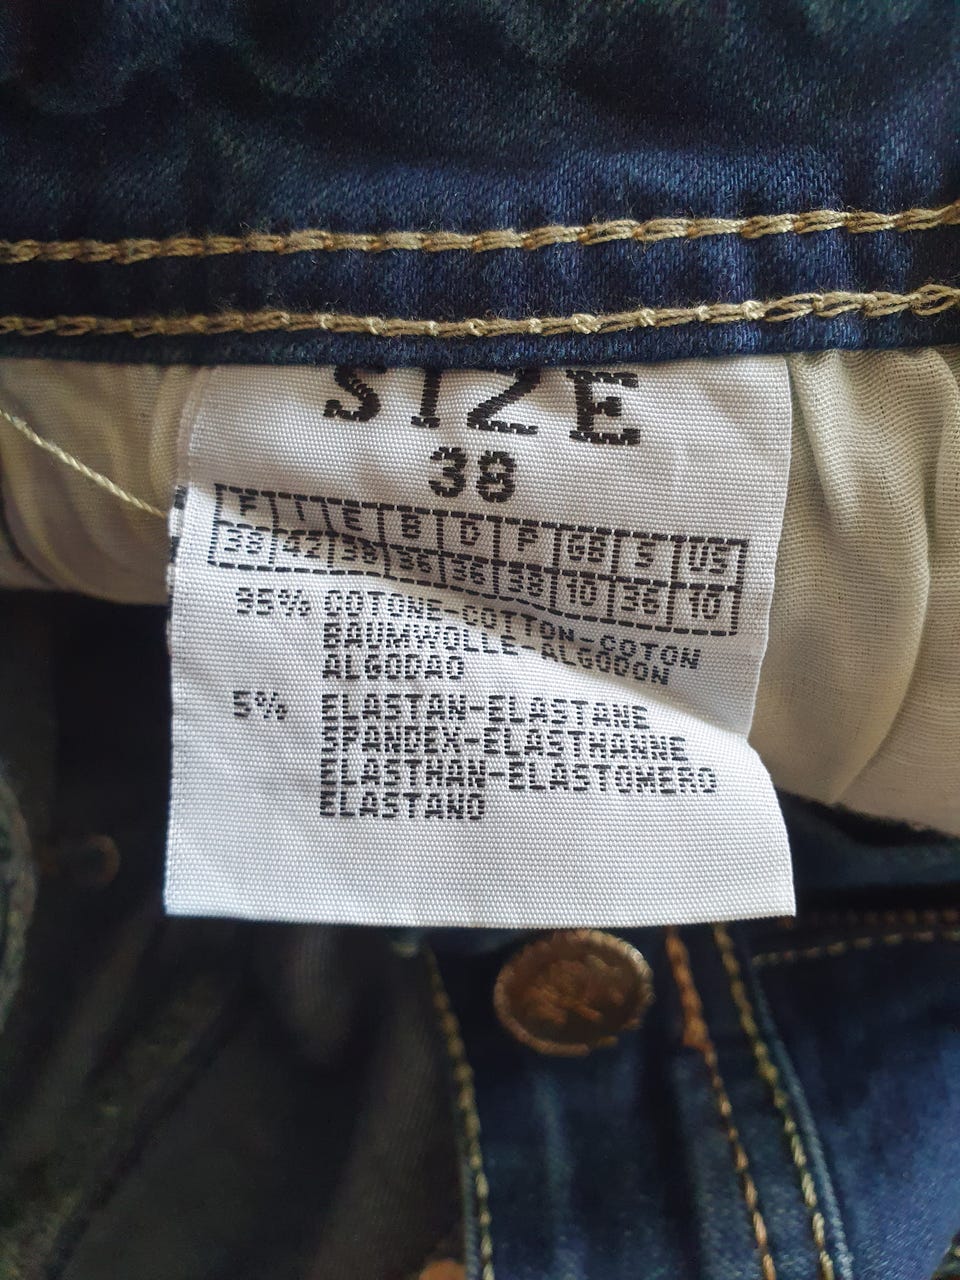 SIZE
38
F I E B D P GB S US
38 42 38 36 36 38 10 36 10
95% COTONE-COTTON-COTON
BAUMWOLLE-ALGODON
ALGODAO
5% ELASTAN-ELASTANE
SPANDEX-ELASTHANNE
ELASTHAN-ELASTOMERO
ELASTANO